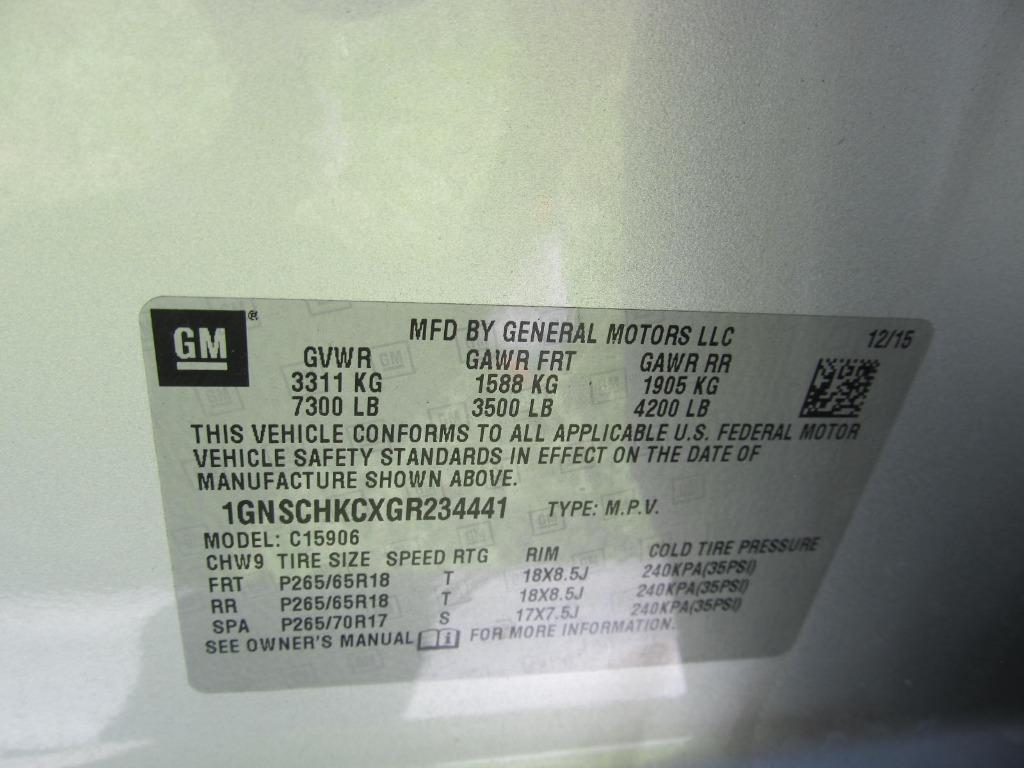 GM®
MFD BY GENERAL MOTORS LLC 12/15
GVWR GAWR FRT GAWR RR
3311 KG 1588 KG 1905 KG
7300 LB 3500 LB 4200 LB
THIS VEHICLE CONFORMS TO ALL APPLICABLE U.S. FEDERAL MOTOR
VEHICLE SAFETY STANDARDS IN EFFECT ON THE DATE OF
MANUFACTURE SHOWN ABOVE.
1GNSCHKCXGR234441 TYPE: M.P.V.
MODEL: C15906
CHW9 TIRE SIZE SPEED RTG RIM COLD TIRE PRESSURE
FRT P265/65R18 T 18X8.5J 240KPA(35PSI)
RR P265/65R18 T 18X8.5J 240KPA(35PSI)
SPA P265/70R17 S 17X7.5J 240KPA(35PSI)
SEE OWNER'S MANUAL FOR MORE INFORMATION.